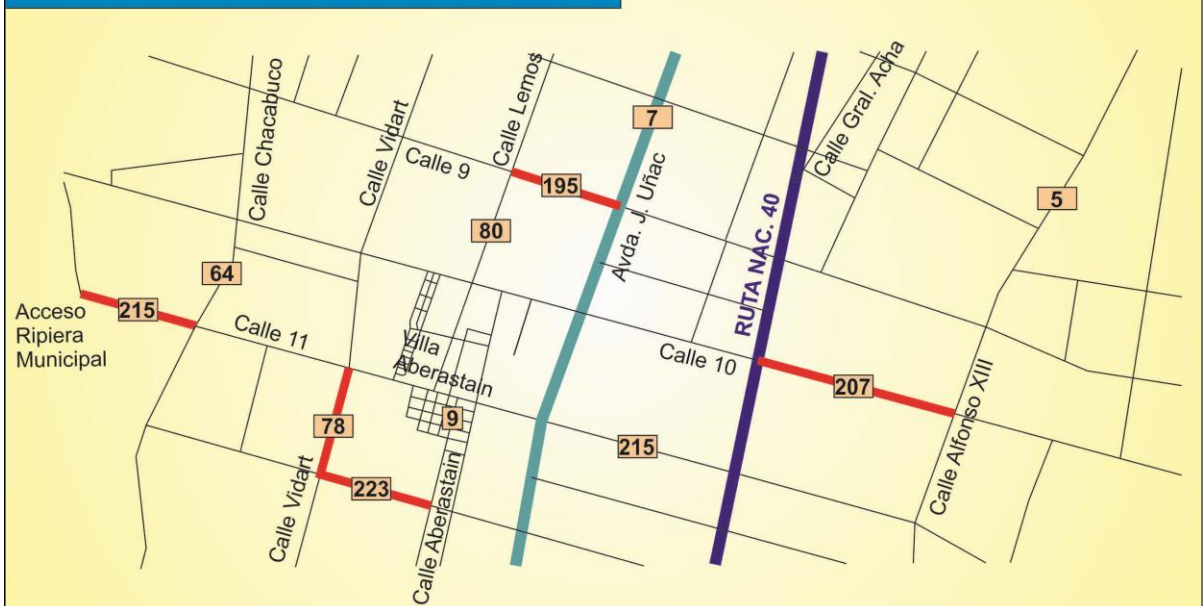 Calle Chacabuco
Calle Vidart
Calle Lemos
Calle Gral. Acha
7
Calle 9
195
Avda. J. Uñac
5
80
RUTA NAC. 40
64
Acceso
Ripiera
Municipal
215
Calle 11
Villa
Aberastain
Calle 10
207
78
9
215
Calle Alfonso XIII
223
Calle Vidart
Calle Aberastain